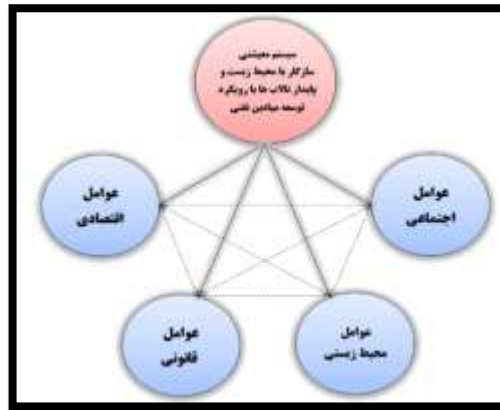 سیستم معیشتی
سازگار با محیط زیست و
پایدار تالاب ها با رویکرد
توسعه میادین نفتی
عوامل
اجتماعی
عوامل
اقتصادی
عوامل
محیط زیستی
عوامل
قانونی